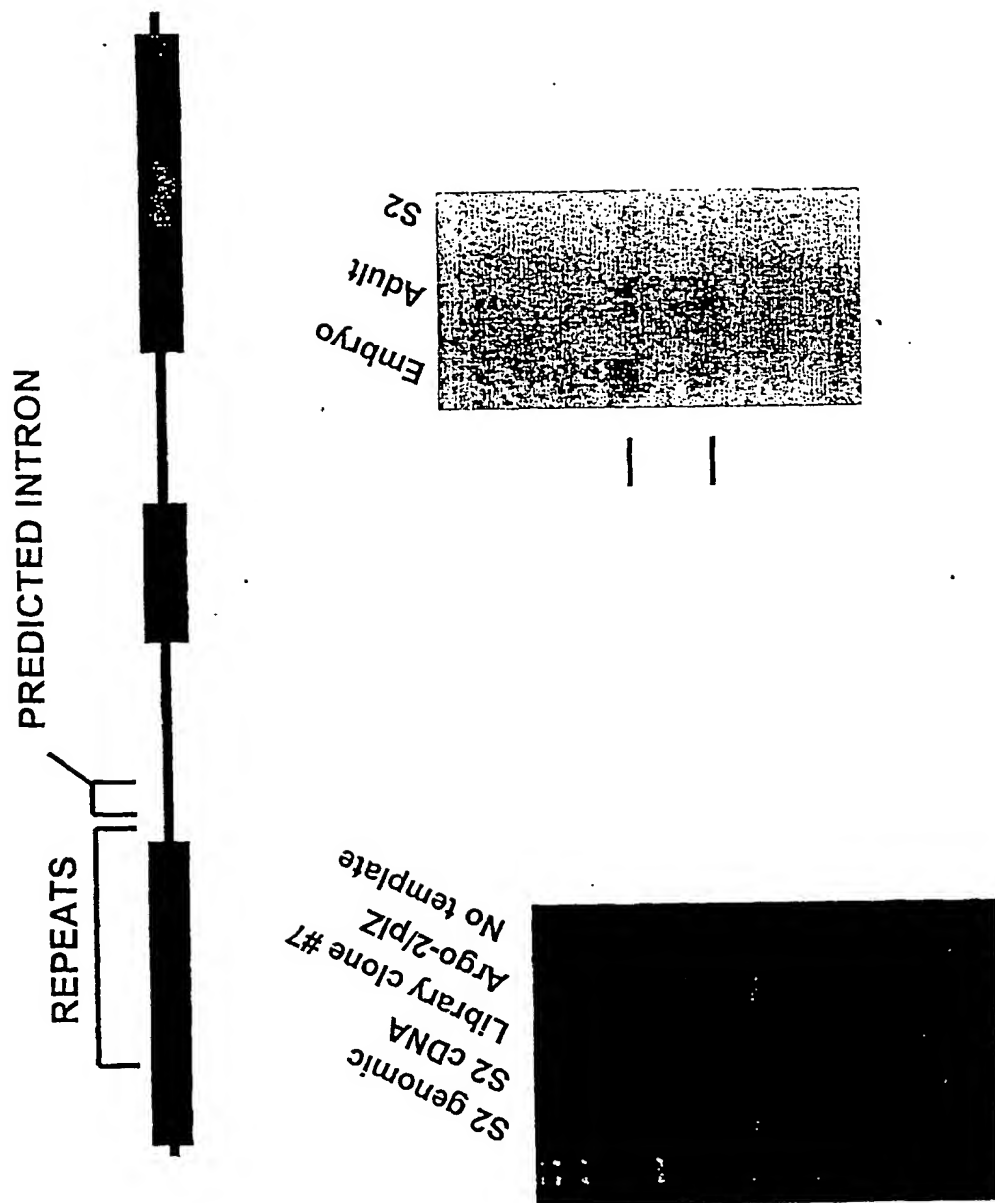 PREDICTED INTRON
REPEATS
Embryo
Adult
S2
S2 genomic
S2 cDNA
Library clone #7
Argo-2/pIZ
No template